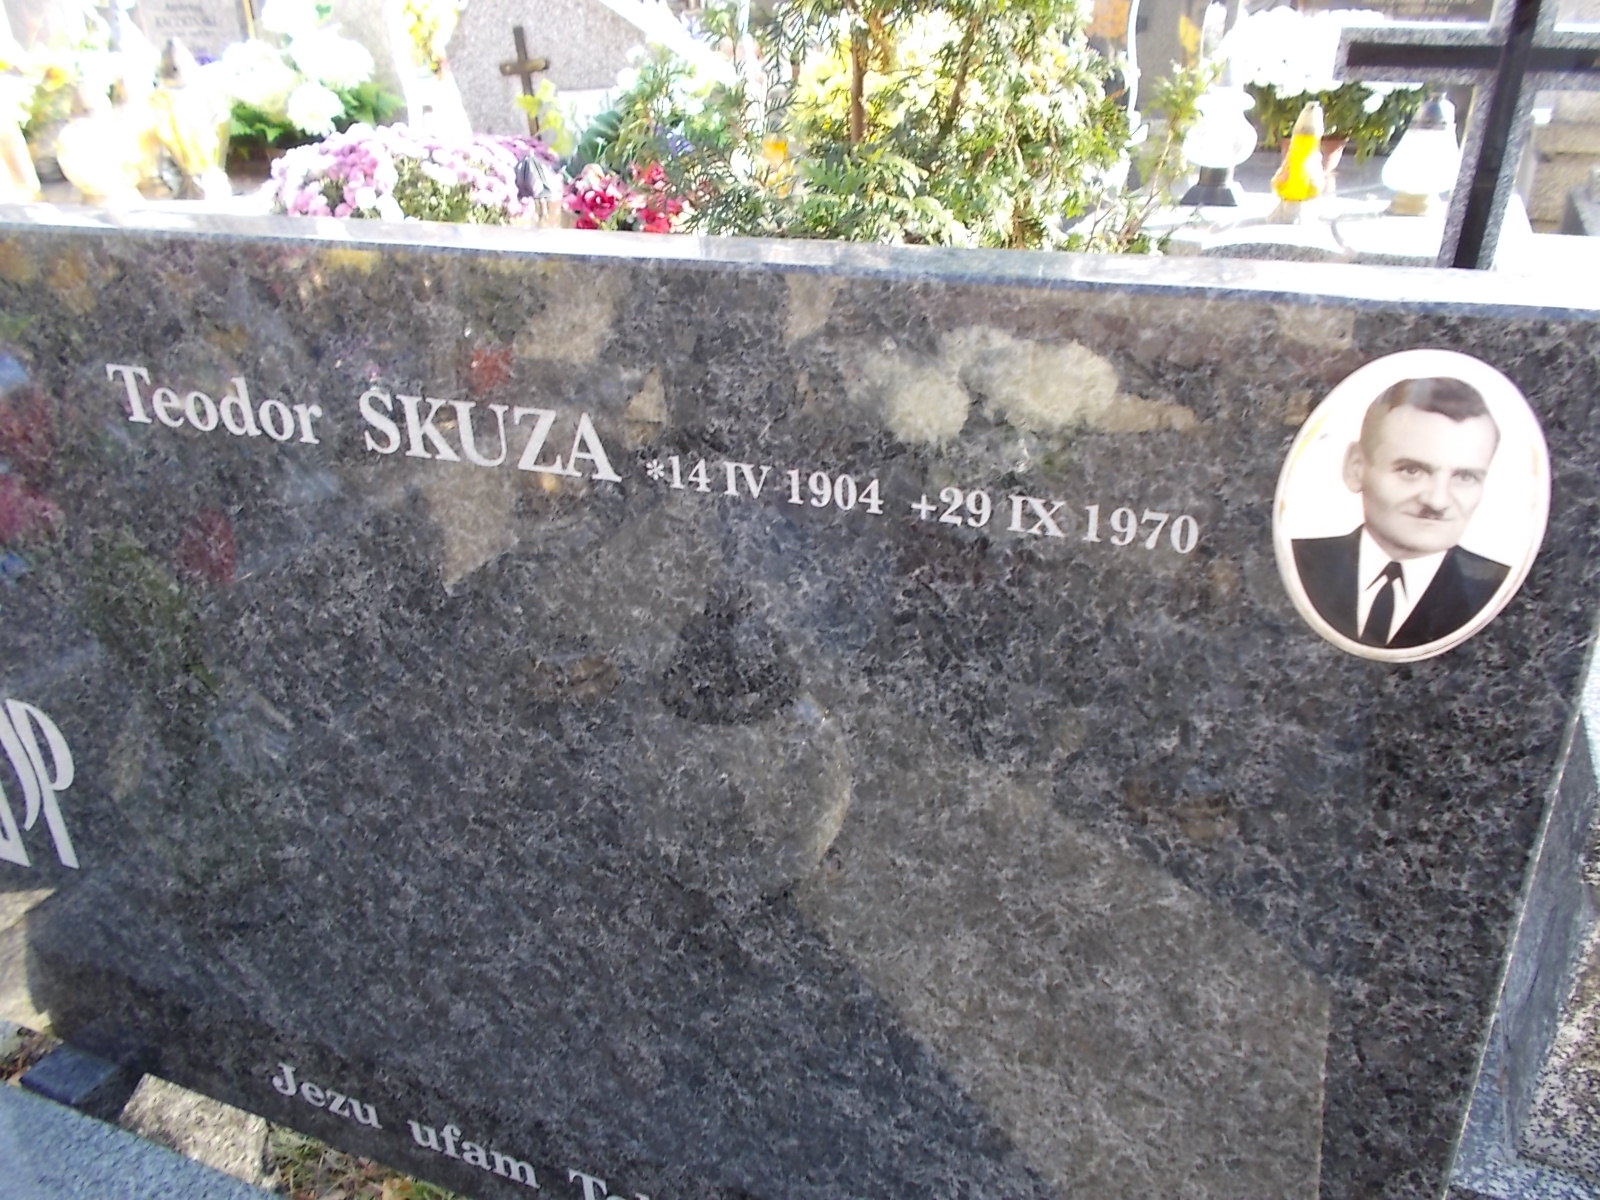 Teodor SKUZA *14 IV 1904 +29 IX 1970
Jezu ufam